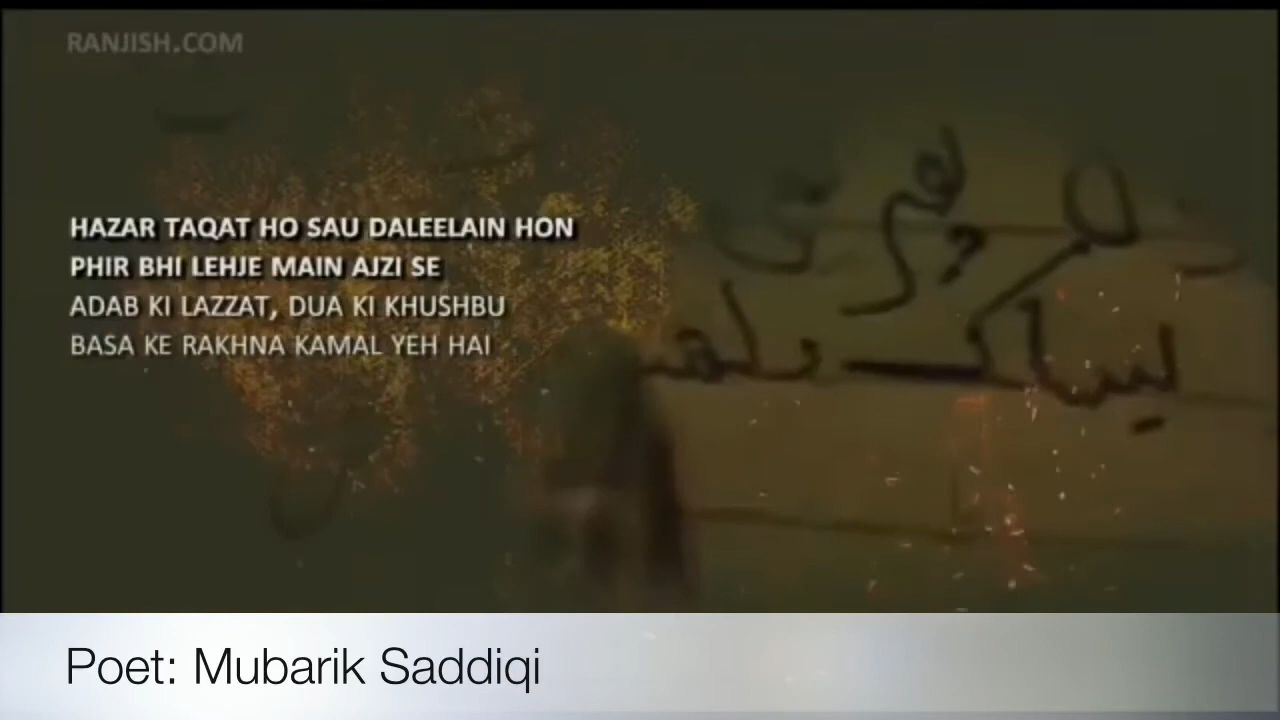 RANJISH.COM
HAZAR TAQAT HO SAU DALEELAIN HON
PHIR BHI LEHJE MAIN AJZI SE
ADAB KI LAZZAT, DUA KI KHUSHBU
BASA KE RAKHNA KAMAL YEH HAI
Poet: Mubarik Saddiqi